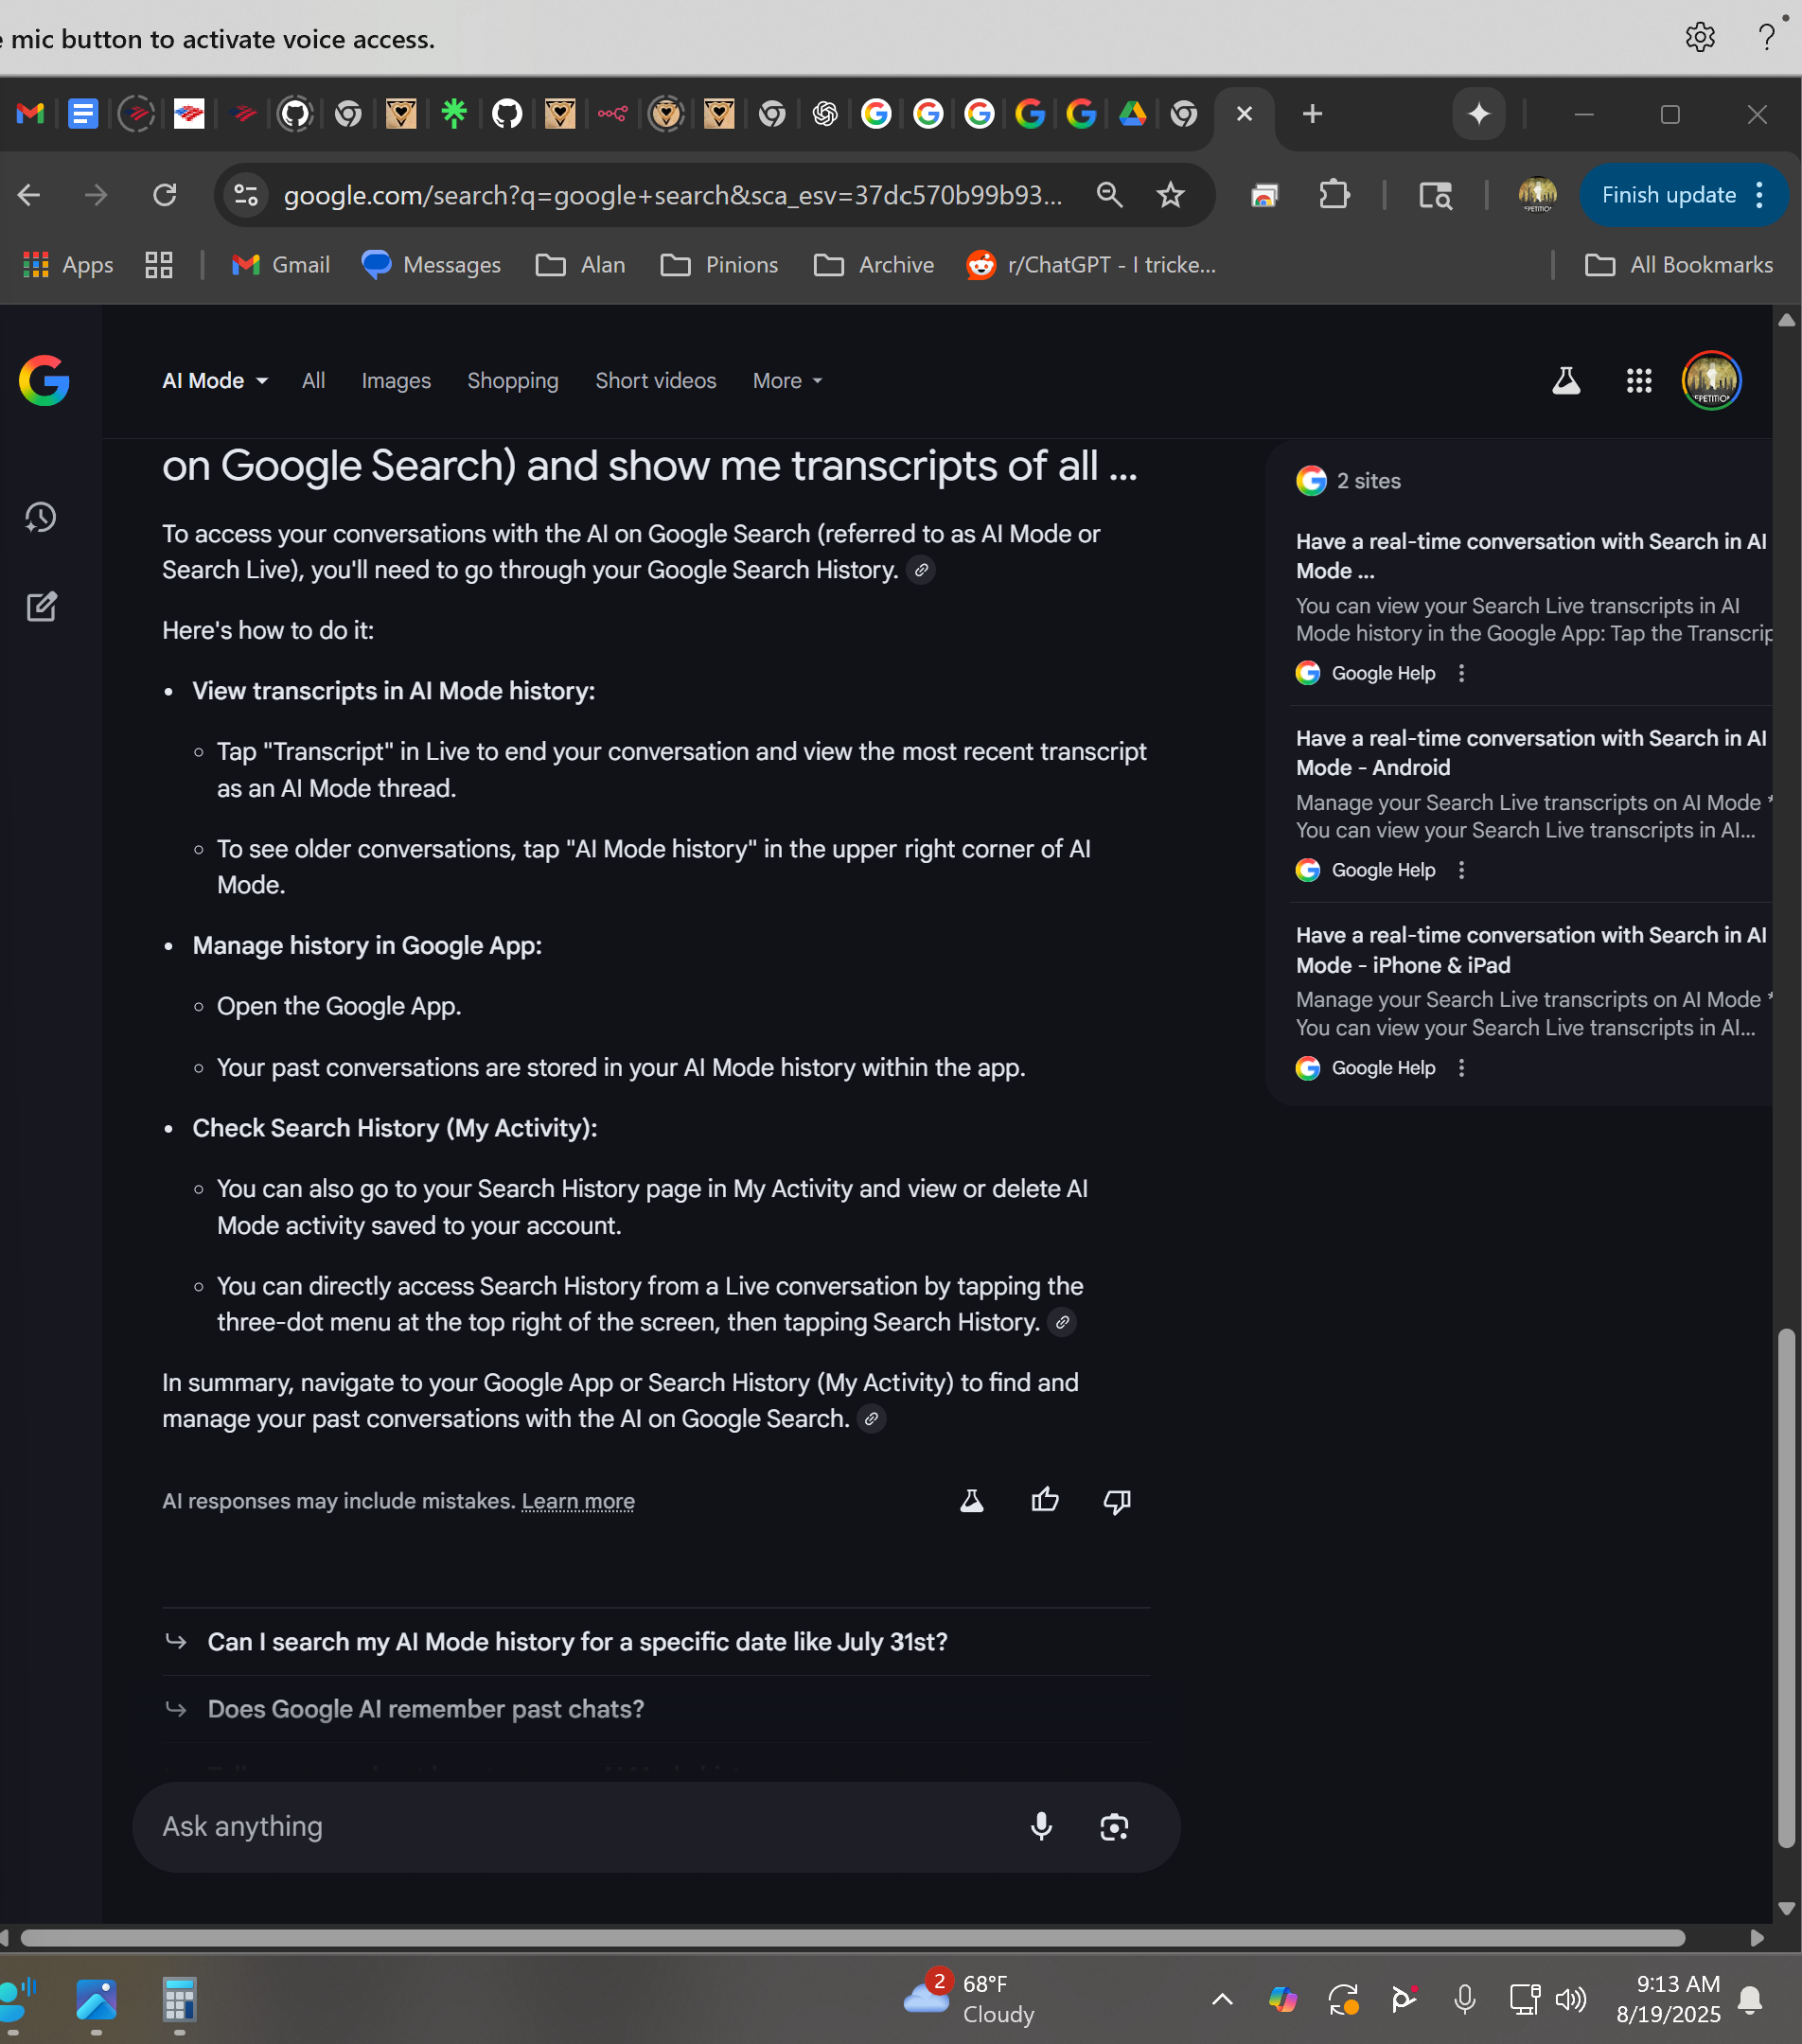 mic button to activate voice access.
google.com/search?q=google+search&sca_esv=37dc570b99b93...
Finish update
Apps
Gmail
Messages
Alan
Pinions
Archive
r/ChatGPT - I tricke...
All Bookmarks
AI Mode
All
Images
Shopping
Short videos
More
on Google Search) and show me transcripts of all ...
To access your conversations with the AI on Google Search (referred to as AI Mode or
Search Live), you'll need to go through your Google Search History.
Here's how to do it:
• View transcripts in AI Mode history:
◦ Tap "Transcript" in Live to end your conversation and view the most recent transcript
as an AI Mode thread.
◦ To see older conversations, tap "AI Mode history" in the upper right corner of AI
Mode.
• Manage history in Google App:
◦ Open the Google App.
◦ Your past conversations are stored in your AI Mode history within the app.
• Check Search History (My Activity):
◦ You can also go to your Search History page in My Activity and view or delete AI
Mode activity saved to your account.
◦ You can directly access Search History from a Live conversation by tapping the
three-dot menu at the top right of the screen, then tapping Search History.
In summary, navigate to your Google App or Search History (My Activity) to find and
manage your past conversations with the AI on Google Search.
AI responses may include mistakes. Learn more
Can I search my AI Mode history for a specific date like July 31st?
Does Google AI remember past chats?
Ask anything
2 sites
Have a real-time conversation with Search in AI
Mode ...
You can view your Search Live transcripts in AI
Mode history in the Google App: Tap the Transcrip
Google Help
Have a real-time conversation with Search in AI
Mode - Android
Manage your Search Live transcripts on AI Mode *
You can view your Search Live transcripts in AI...
Google Help
Have a real-time conversation with Search in AI
Mode - iPhone & iPad
Manage your Search Live transcripts on AI Mode *
You can view your Search Live transcripts in AI...
Google Help
2
68°F
Cloudy
9:13 AM
8/19/2025